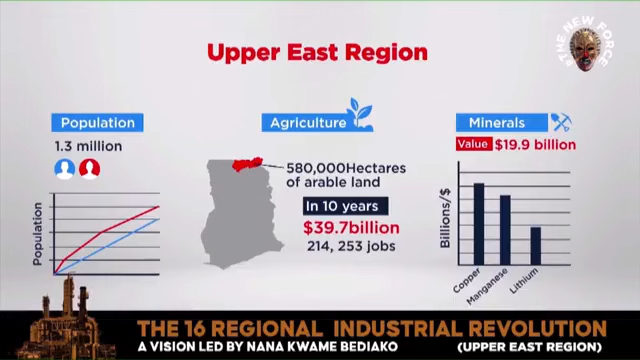 #THE NEW FORCE
Upper East Region
Population
1.3 million
Population
Agriculture
580,000Hectares
of arable land
In 10 years
$39.7billion
214, 253 jobs
Minerals
Value $19.9 billion
Billions/$
Copper
Manganese
Lithium
THE 16 REGIONAL INDUSTRIAL REVOLUTION
A VISION LED BY NANA KWAME BEDIAKO (UPPER EAST REGION)